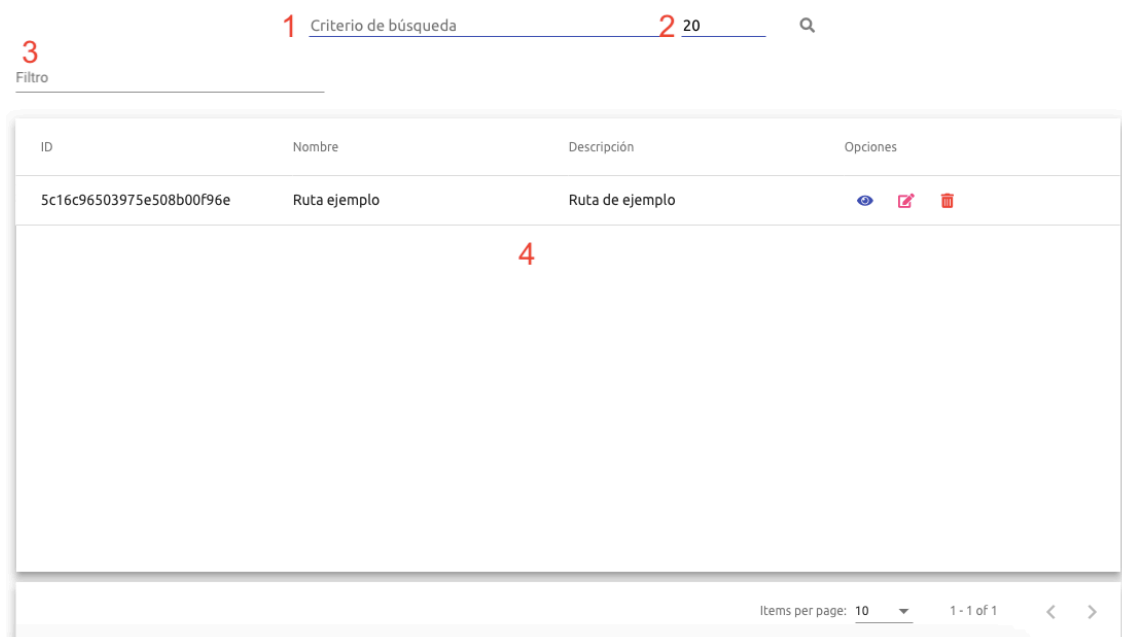 1 Criterio de búsqueda 2 20
3
Filtro
ID Nombre Descripción Opciones
5c16c96503975e508b00f96e Ruta ejemplo Ruta de ejemplo
4
Items per page: 10 1 - 1 of 1